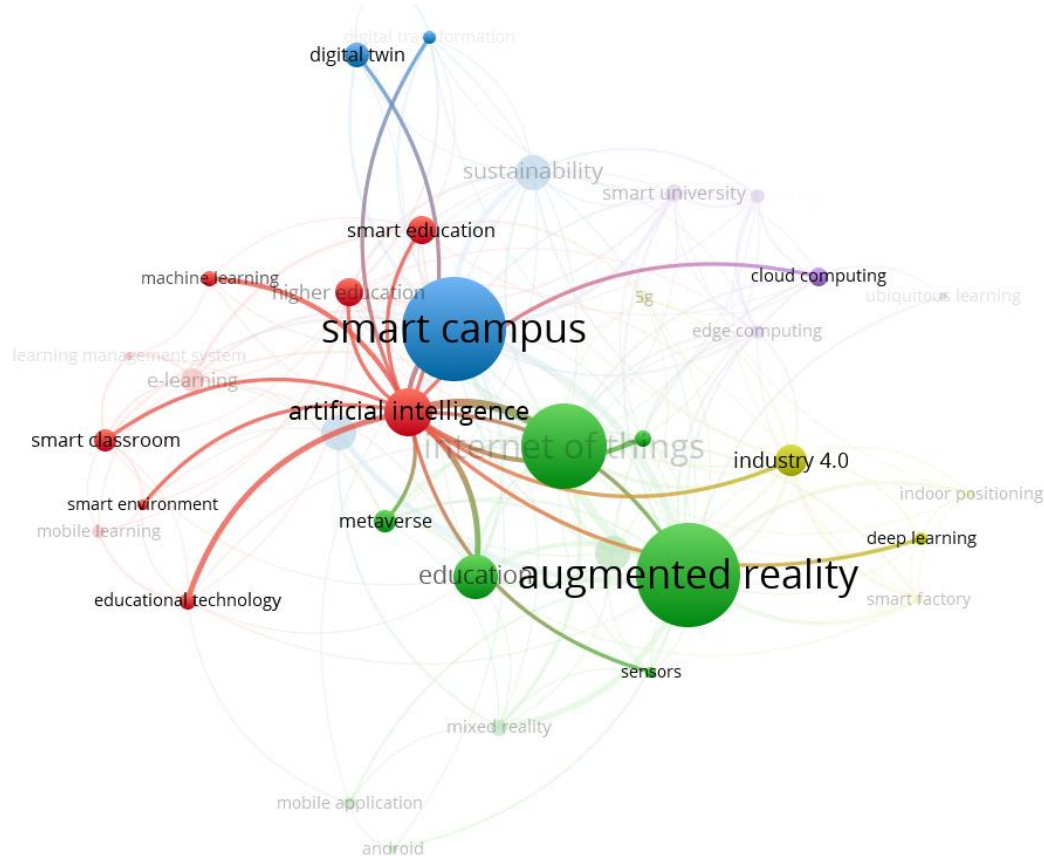 digital transformation
digital twin
sustainability
smart university
smart education
machine learning
higher education
cloud computing
5g
ubiquitous learning
smart campus
edge computing
learning management system
e-learning
artificial intelligence
smart classroom
internet of things
industry 4.0
indoor positioning
smart environment
metaverse
mobile learning
deep learning
education
augmented reality
educational technology
smart factory
sensors
mixed reality
mobile application
android